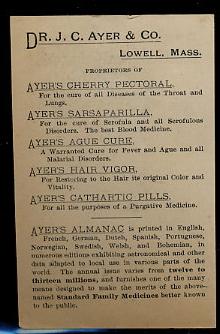 DR. J. C. AYER & CO.
LOWELL, MASS.
PROPRIETORS OF
AYER'S CHERRY PECTORAL,
For the cure of all Diseases of the Throat and
Lungs.
AYER'S SARSAPARILLA,
For the cure of Scrofula and all Scrofulous
Disorders. The best Blood Medicine.
AYER'S AGUE CURE,
A Warranted Cure for Fever and Ague and all
Malarial Disorders.
AYER'S HAIR VIGOR,
For Restoring to the Hair its original Color and
Vitality.
AYER'S CATHARTIC PILLS,
For all the purposes of a Purgative Medicine.
AYER'S ALMANAC is printed in English,
French, German, Dutch, Spanish, Portuguese,
Norwegian, Swedish, Welsh, and Bohemian, in
numerous editions exhibiting astronomical and other
data adapted to local use in various parts of the
world. The annual issue varies from twelve to
thirteen millions, and furnishes one of the many
means designed to make the merits of the above-
named Standard Family Medicines better known
to the public.